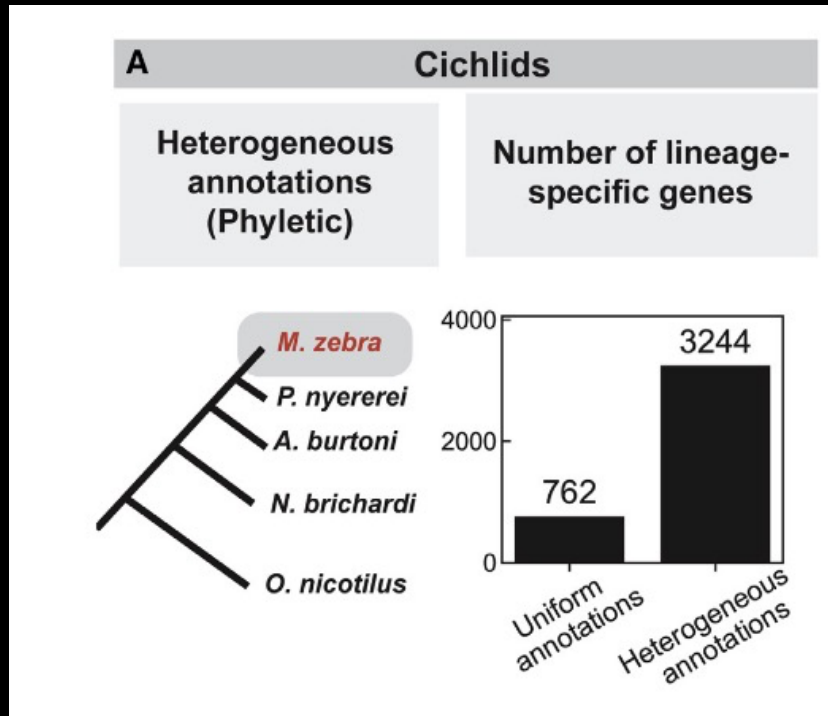 A
Cichlids
Heterogeneous
annotations
(Phyletic)
Number of lineage-
specific genes
M. zebra
P. nyererei
A. burtoni
N. brichardi
O. nicotilus
4000
2000
0
3244
762
Uniform
annotations
Heterogeneous
annotations